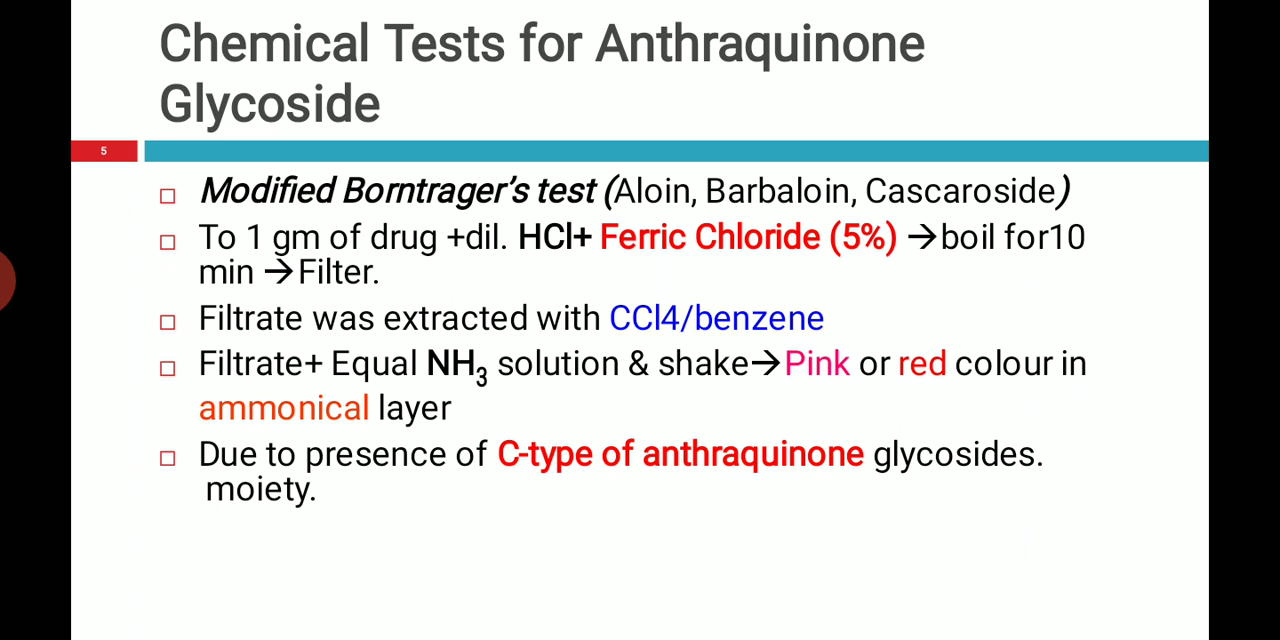 Chemical Tests for Anthraquinone
Glycoside
5
Modified Borntrager's test (Aloin, Barbaloin, Cascaroside)
To 1 gm of drug +dil. HCl+ Ferric Chloride (5%) →boil for10
min →Filter.
Filtrate was extracted with CCl4/benzene
Filtrate+ Equal NH3 solution & shake→Pink or red colour in
ammonical layer
Due to presence of C-type of anthraquinone glycosides.
moiety.